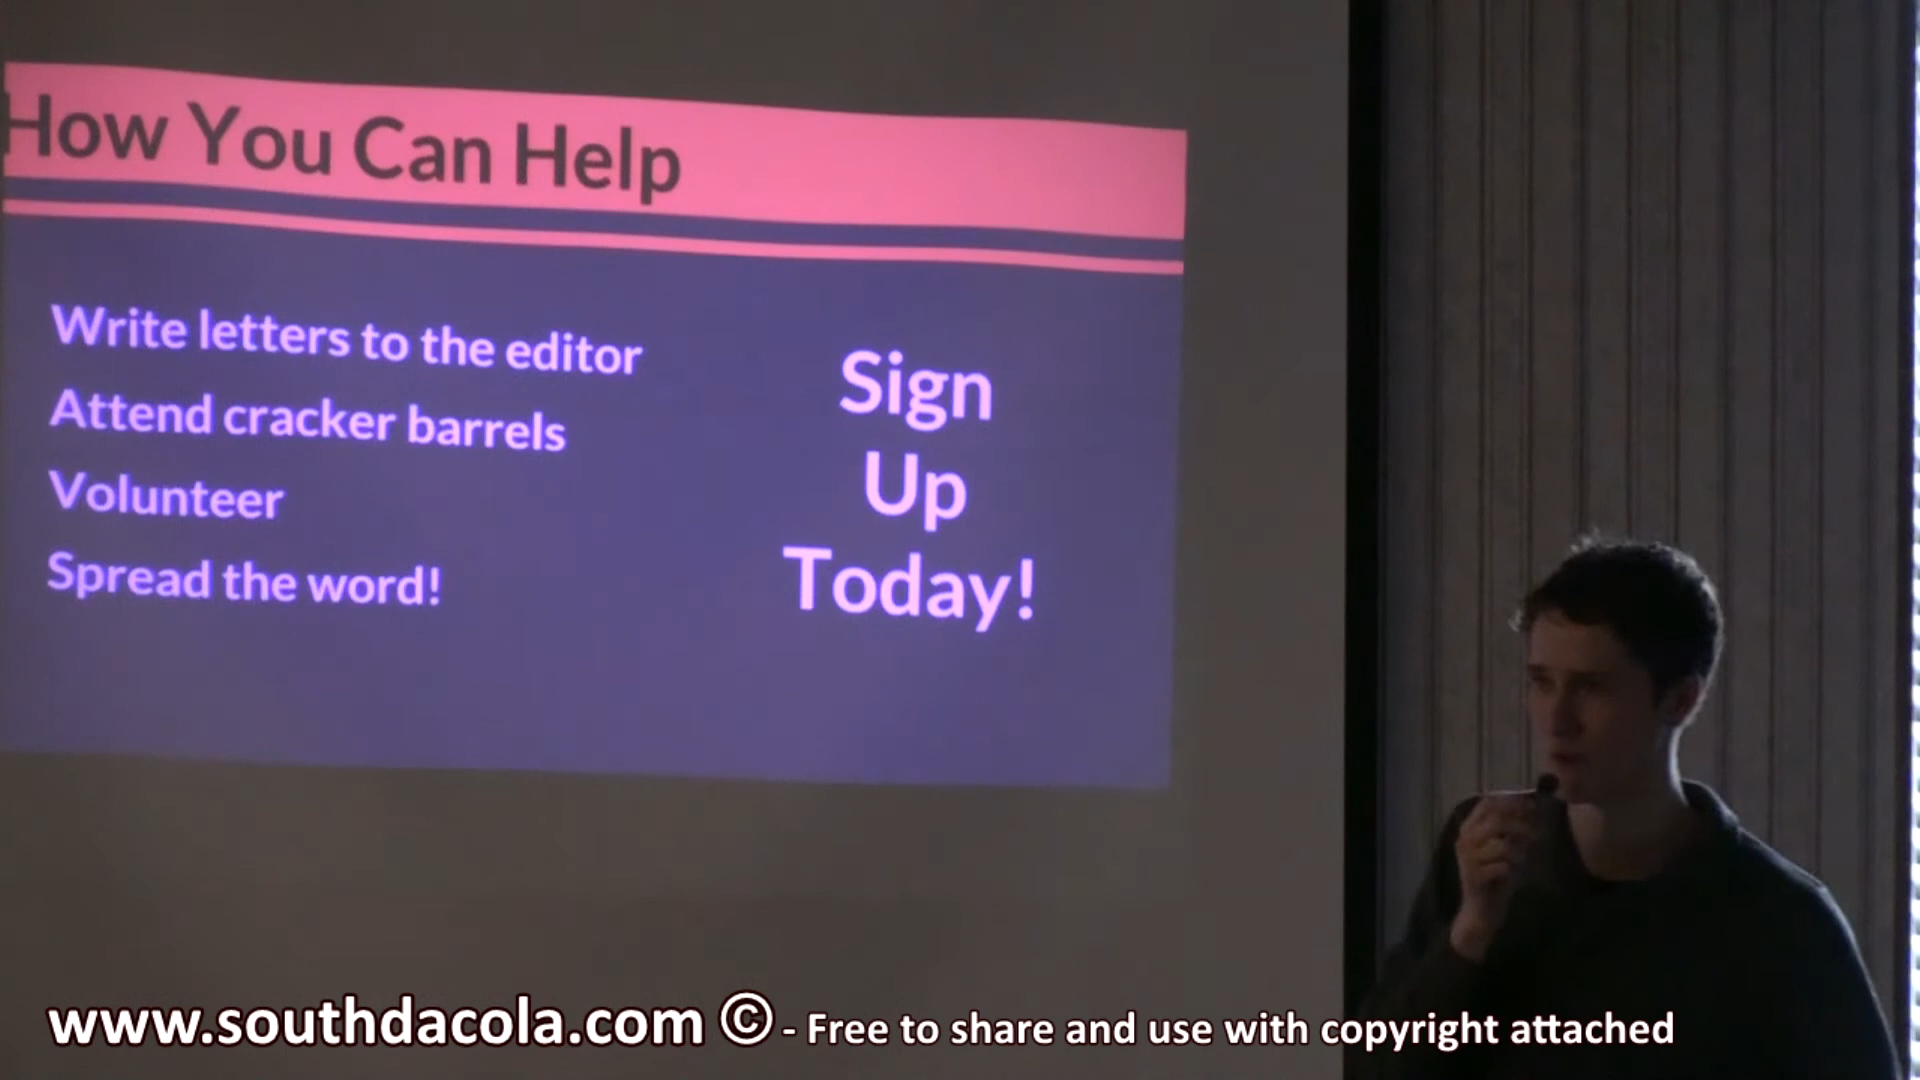 How You Can Help
Write letters to the editor
Attend cracker barrels
Volunteer
Spread the word!
Sign
Up
Today!
www.southdacola.com © - Free to share and use with copyright attached